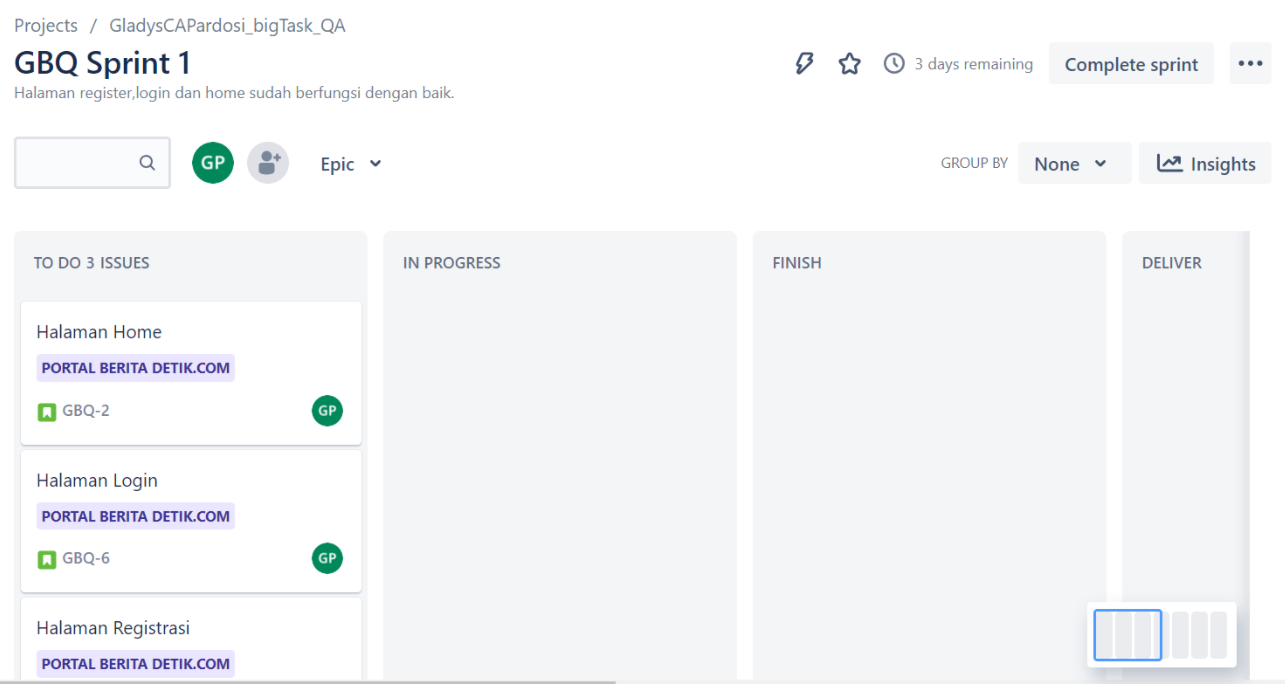 Projects / GladysCAPardosi_bigTask_QA
GBQ Sprint 1
3 days remaining
Complete sprint
Halaman register,login dan home sudah berfungsi dengan baik.
GP
Epic
GROUP BY
None
Insights
TO DO 3 ISSUES
IN PROGRESS
FINISH
DELIVER
Halaman Home
PORTAL BERITA DETIK.COM
GBQ-2
GP
Halaman Login
PORTAL BERITA DETIK.COM
GBQ-6
GP
Halaman Registrasi
PORTAL BERITA DETIK.COM